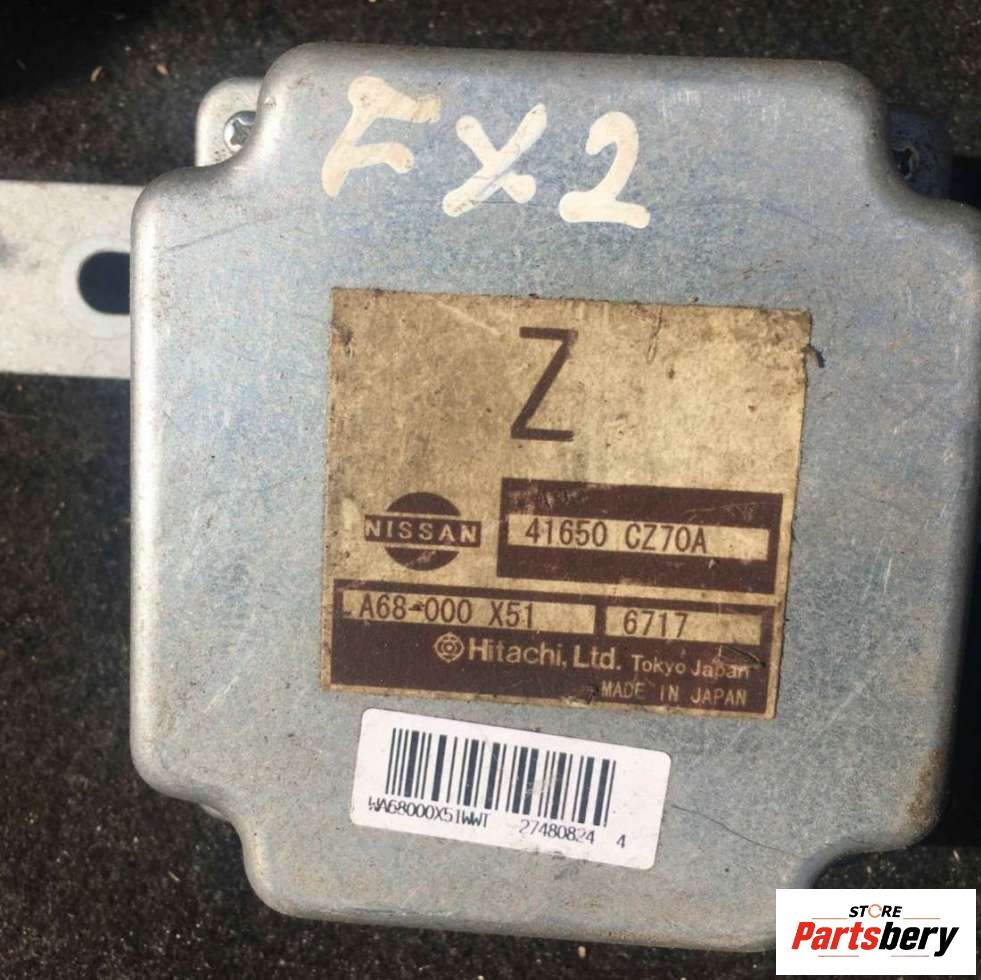 FX2
Z
NISSAN
41650 CZ70A
A68-000 X51
6717
Hitachi, Ltd. Tokyo Japan
MADE IN JAPAN
WA68000X51WWT 27480824 4
STORE
Partsbery